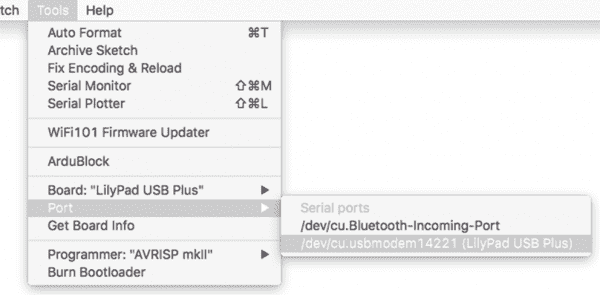 tch Tools Help
Auto Format ⌘T
Archive Sketch
Fix Encoding & Reload
Serial Monitor ⇧⌘M
Serial Plotter ⇧⌘L
WiFi101 Firmware Updater
ArduBlock
Board: "LilyPad USB Plus"
Port
Serial ports
Get Board Info
/dev/cu.Bluetooth-Incoming-Port
/dev/cu.usbmodem14221 (LilyPad USB Plus)
Programmer: "AVRISP mkII"
Burn Bootloader